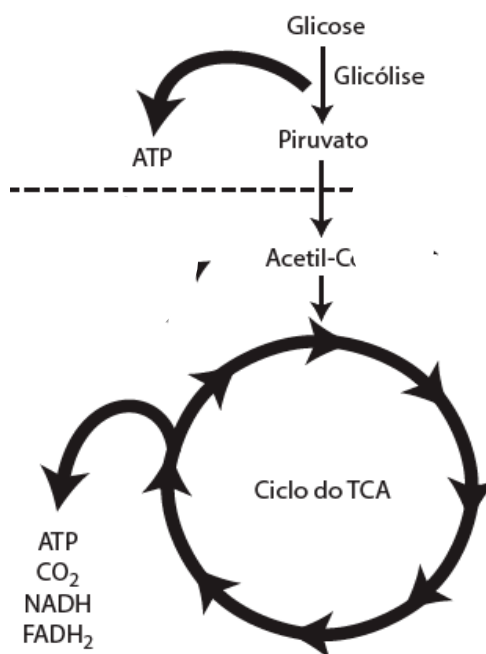 Glicose
Glicólise
Piruvato
ATP
Acetil-C
Ciclo do TCA
ATP
CO₂
NADH
FADH₂